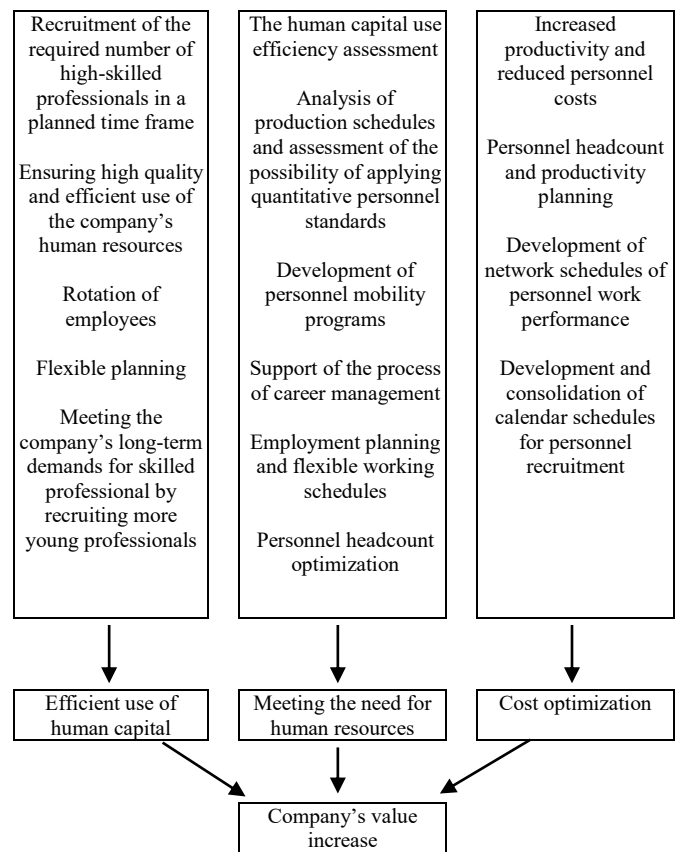 Recruitment of the
required number of
high-skilled
professionals in a
planned time frame
Ensuring high quality
and efficient use of
the company's
human resources
Rotation of
employees
Flexible planning
Meeting the
company's long-term
demands for skilled
professional by
recruiting more
young professionals
The human capital use
efficiency assessment
Analysis of
production schedules
and assessment of the
possibility of applying
quantitative personnel
standards
Development of
personnel mobility
programs
Support of the process
of career management
Employment planning
and flexible working
schedules
Personnel headcount
optimization
Increased
productivity and
reduced personnel
costs
Personnel headcount
and productivity
planning
Development of
network schedules of
personnel work
performance
Development and
consolidation of
calendar schedules
for personnel
recruitment
Efficient use of
human capital
Meeting the need for
human resources
Cost optimization
Company's value
increase